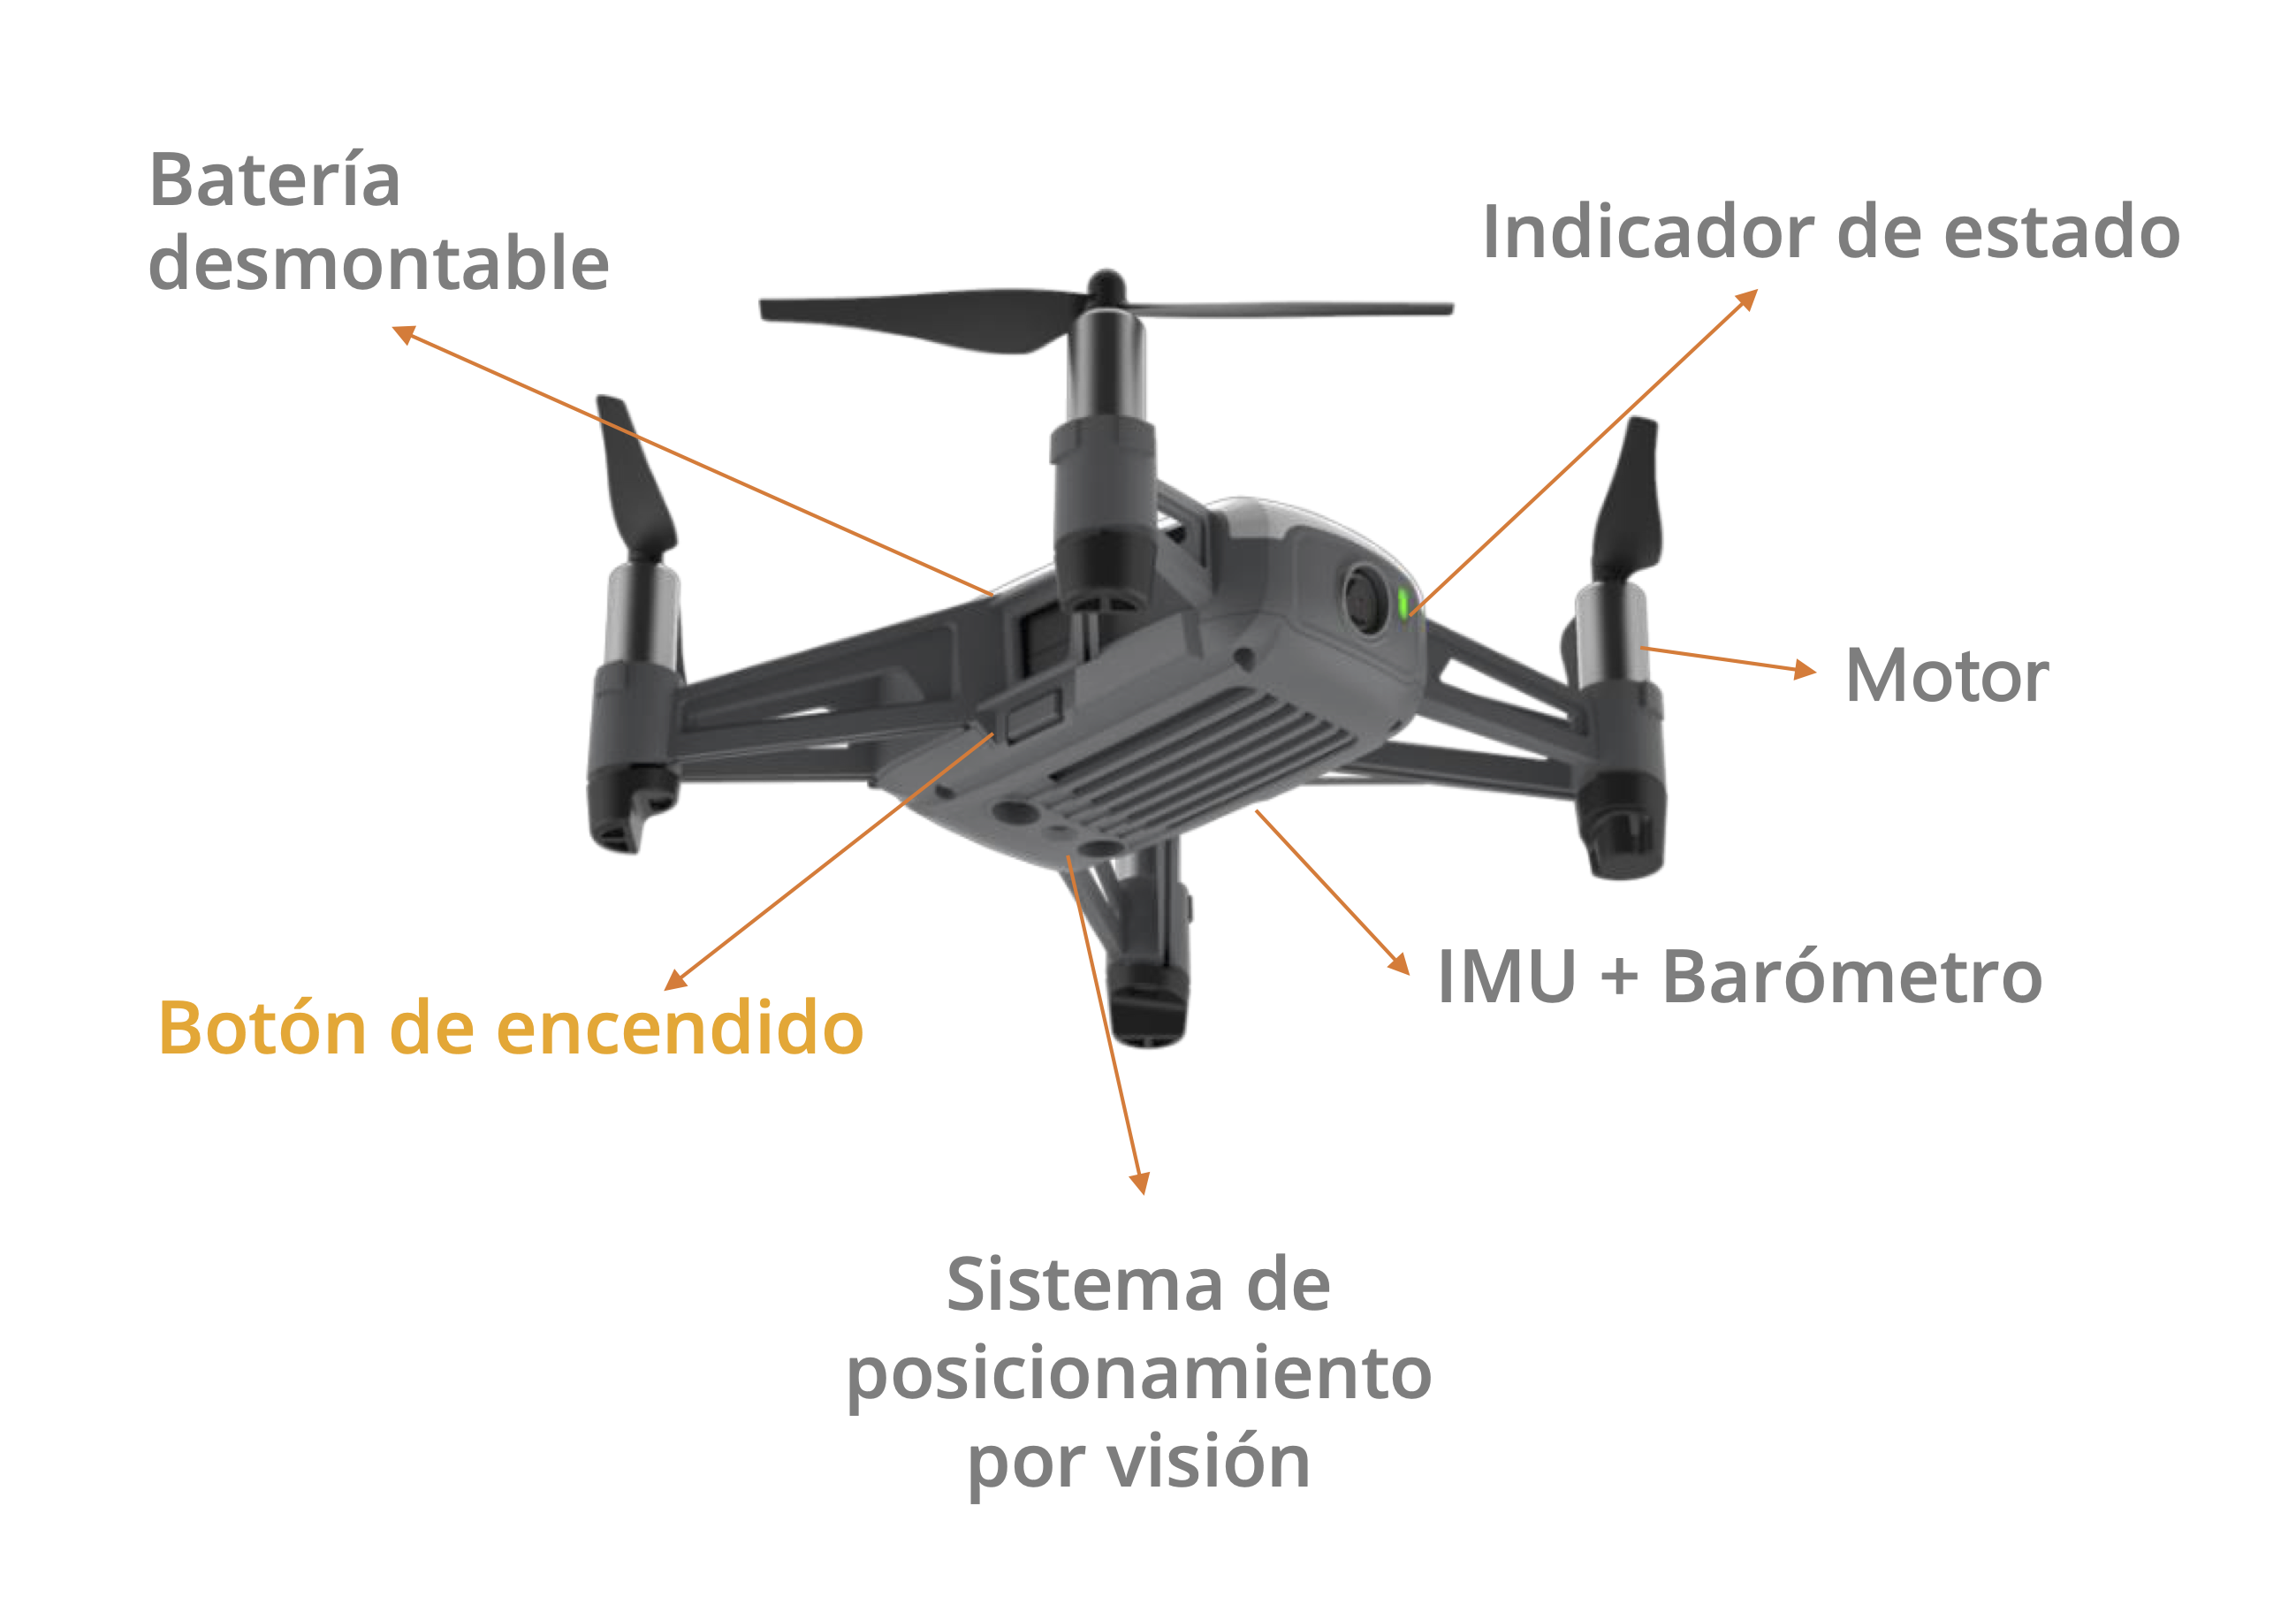 Batería
desmontable
Indicador de estado
Motor
IMU + Barómetro
Botón de encendido
Sistema de
posicionamiento
por visión